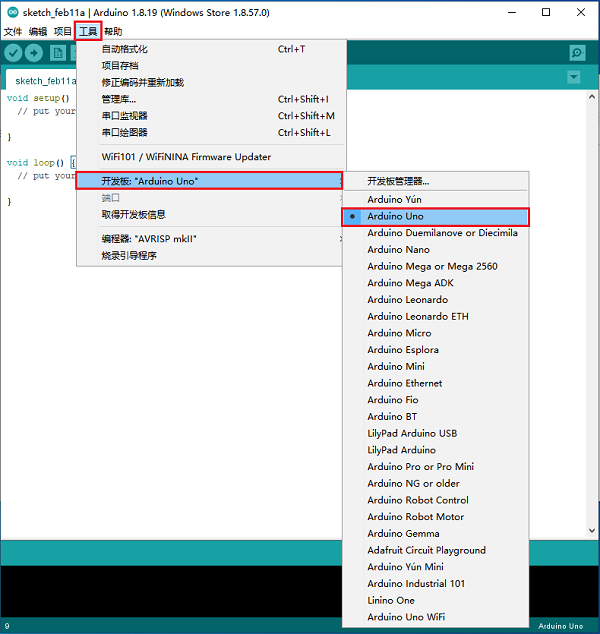 sketch_feb11a | Arduino 1.8.19 (Windows Store 1.8.57.0)
文件 编辑 项目 工具 帮助
sketch_feb11a
void setup()
// put your
}
void loop() {
// put your
}
自动格式化 Ctrl+T
项目存档
修正编码并重新加载
管理库... Ctrl+Shift+I
串口监视器 Ctrl+Shift+M
串口绘图器 Ctrl+Shift+L
WiFi101 / WiFiNINA Firmware Updater
开发板: "Arduino Uno"
端口
取得开发板信息
编程器: "AVRISP mkII"
烧录引导程序
开发板管理器...
Arduino Yún
Arduino Uno
Arduino Duemilanove or Diecimila
Arduino Nano
Arduino Mega or Mega 2560
Arduino Mega ADK
Arduino Leonardo
Arduino Leonardo ETH
Arduino Micro
Arduino Esplora
Arduino Mini
Arduino Ethernet
Arduino Fio
Arduino BT
LilyPad Arduino USB
LilyPad Arduino
Arduino Pro or Pro Mini
Arduino NG or older
Arduino Robot Control
Arduino Robot Motor
Arduino Gemma
Adafruit Circuit Playground
Arduino Yún Mini
Arduino Industrial 101
Linino One
Arduino Uno WiFi
9 Arduino Uno